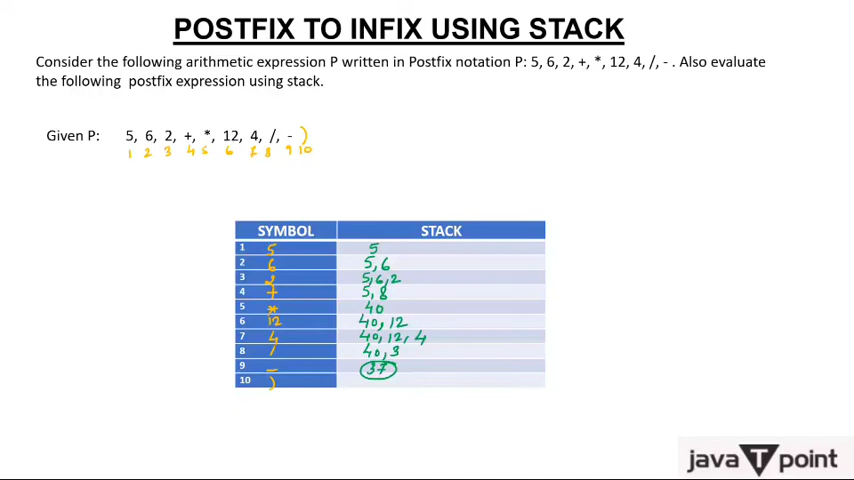 POSTFIX TO INFIX USING STACK
Consider the following arithmetic expression P written in Postfix notation P: 5, 6, 2, +, *, 12, 4, /, - . Also evaluate
the following postfix expression using stack.
Given P: 5, 6, 2, +, *, 12, 4, /, - )
1 2 3 4 5 6 7 8 9 10
SYMBOL STACK
1 5 5
2 6 5, 6
3 2 5, 6, 2
4 + 5, 8
5 * 40
6 12 40, 12
7 4 40, 12, 4
8 / 40, 3
9 - 37
10 )
java T point